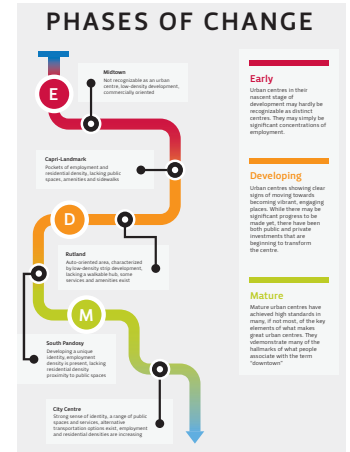 PHASES OF CHANGE
E
Midtown
Not recognizable as an urban
centre, low-density development,
commercially oriented
Capri-Landmark
Pockets of employment and
residential density, lacking public
spaces, amenities and sidewalks
D
Rutland
Auto-oriented area, characterized
by low-density strip development,
lacking a walkable hub, some
services and amenities exist
M
South Pandosy
Developing a unique
identity, employment
density is present, lacking
residential density
proximity to public spaces
City Centre
Strong sense of identity, a range of public
spaces and services, alternative
transportation options exist, employment
and residential densities are increasing
Early
Urban centres in their
nascent stage of
development may hardly be
recognizable as distinct
centres. They may simply be
significant concentrations of
employment.
Developing
Urban centres showing clear
signs of moving towards
becoming vibrant, engaging
places. While there may be
significant progress to be
made yet, there have been
both public and private
investments that are
beginning to transform
the centre.
Mature
Mature urban centres have
achieved high standards in
many, if not most, of the key
elements of what makes
great urban centres. They
vdemonstrate many of the
hallmarks of what people
associate with the term
"downtown"